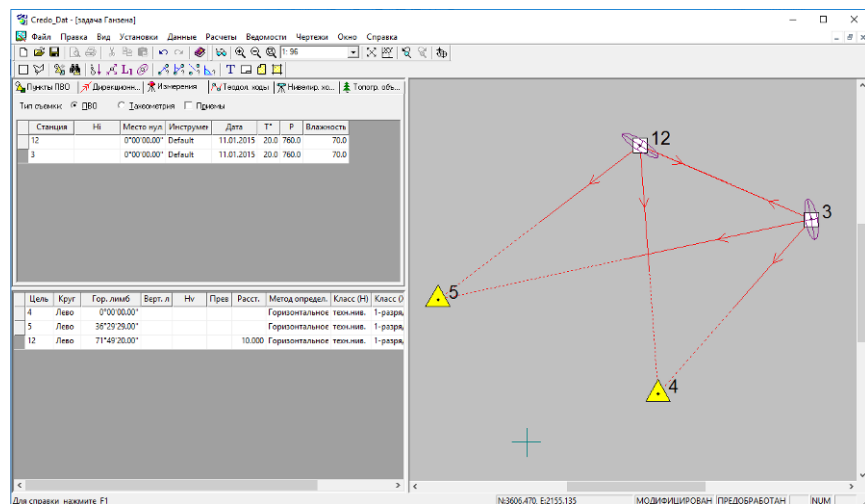 Credo_Dat - [задача Ганзена]
Файл Правка Вид Установки Данные Расчеты Ведомости Чертежи Окно Справка
1: 96
Пункты ПВО Дирекционн... Измерения Теодол. ходы Нивелир. хо... Топогр. объ...
Тип съемки: ПВО Тахеометрия Приемы
Станция Hi Место нул Инструмен Дата T° P Влажность
12 0°00'00.00" Default 11.01.2015 20.0 760.0 70.0
3 0°00'00.00" Default 11.01.2015 20.0 760.0 70.0
Цель Круг Гор. лимб Верт. л Hv Прев Расст. Метод определ. Класс (H) Класс (
4 Лево 0°00'00.00" Горизонтальное техн.нив. 1-разря
5 Лево 36°29'29.00" Горизонтальное техн.нив. 1-разря
12 Лево 71°49'20.00" 10.000 Горизонтальное техн.нив. 1-разря
12
3
5
4
Для справки нажмите F1 N:3606.470, E:2155.135 МОДИФИЦИРОВАН ПРЕДОБРАБОТАН NUM